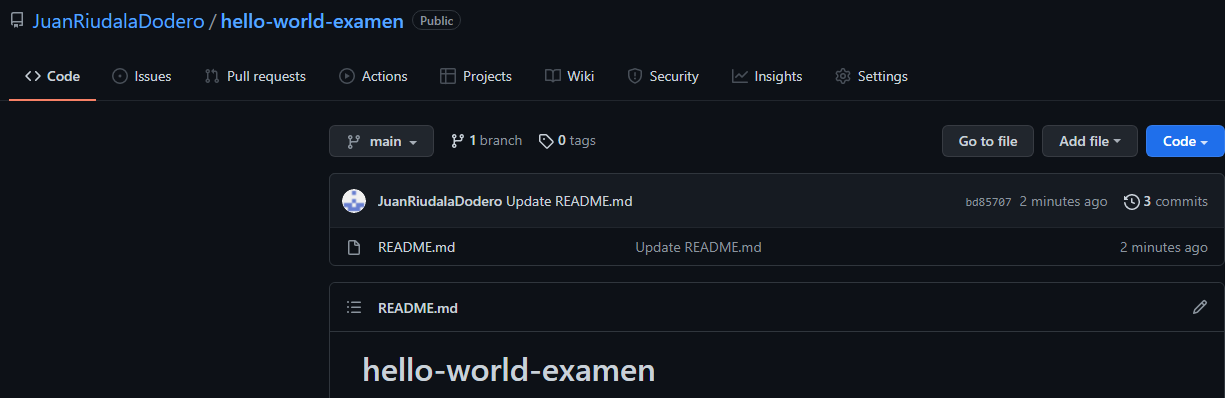 JuanRiudalaDodero / hello-world-examen Public
Code Issues Pull requests Actions Projects Wiki Security Insights Settings
main 1 branch 0 tags Go to file Add file Code
JuanRiudalaDodero Update README.md bd85707 2 minutes ago 3 commits
README.md Update README.md 2 minutes ago
README.md
hello-world-examen